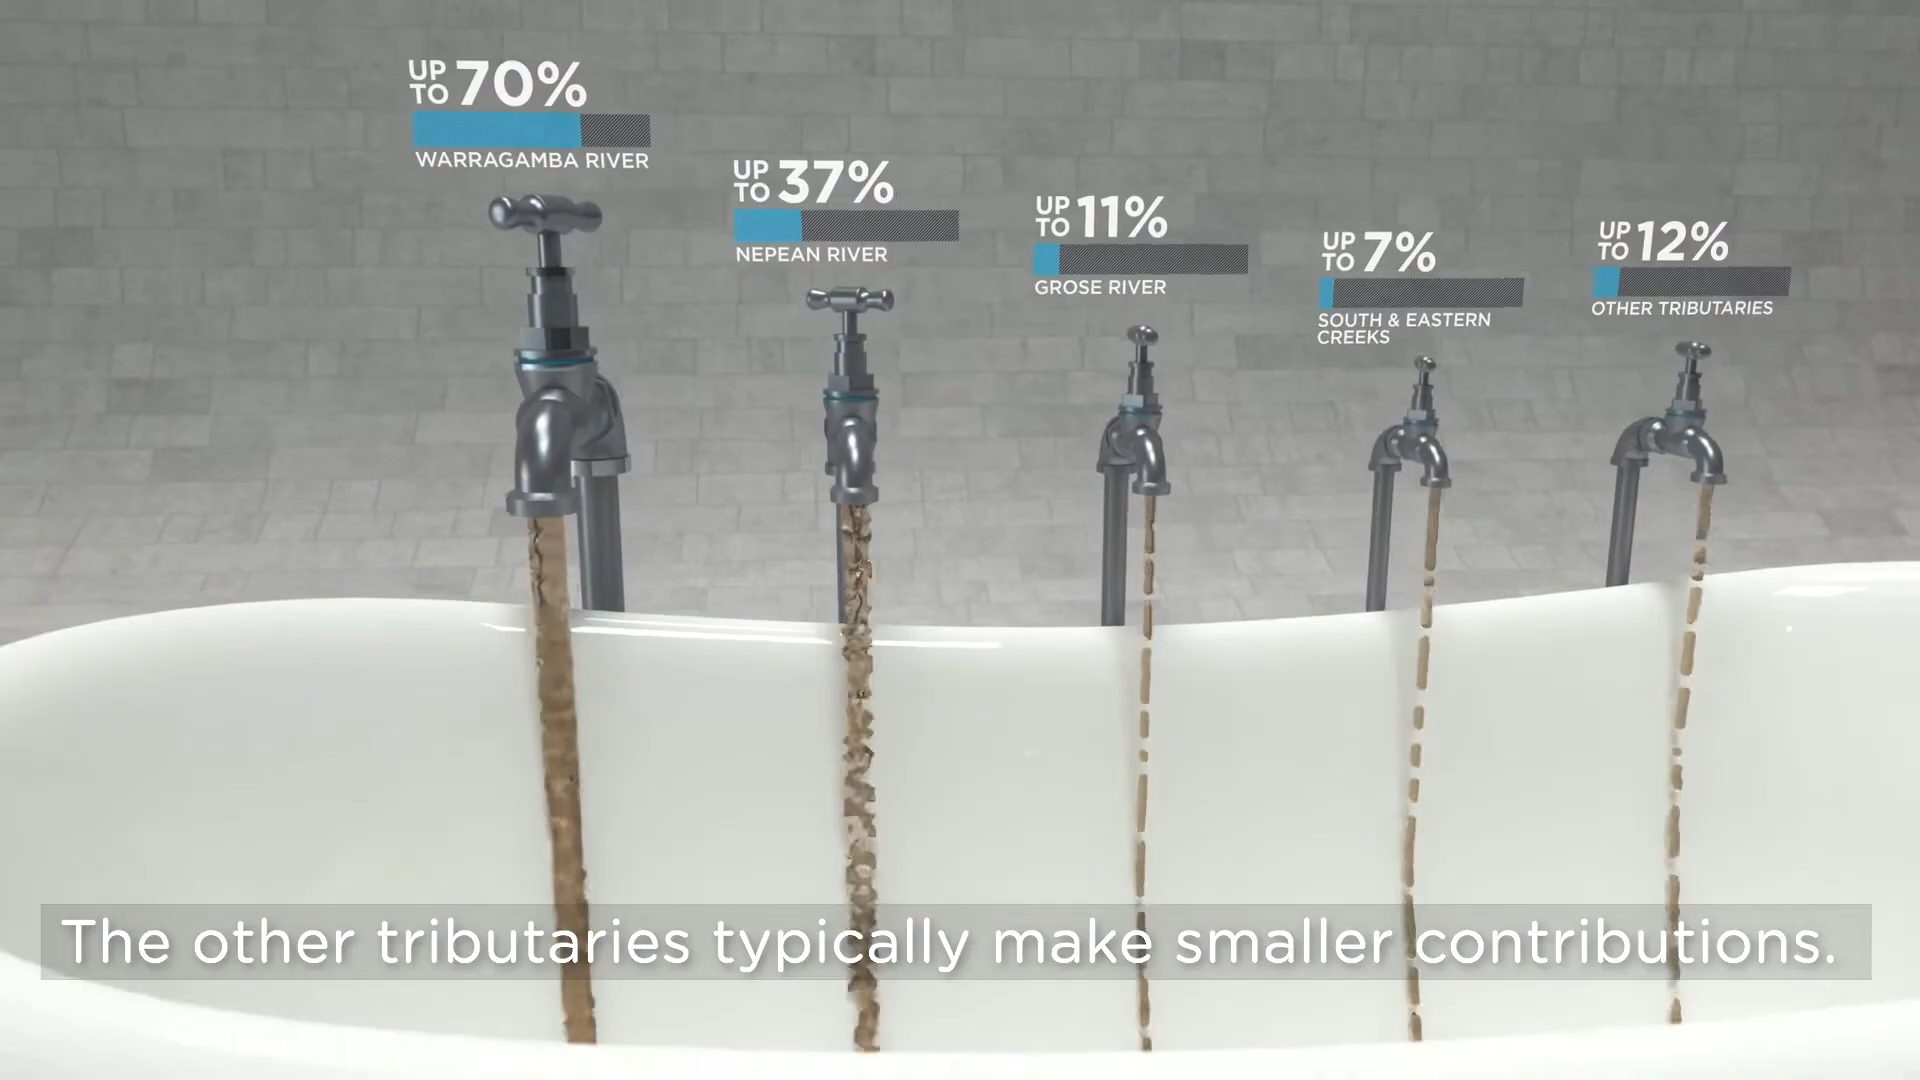 UP TO 70%
WARRAGAMBA RIVER
UP TO 37%
NEPEAN RIVER
UP TO 11%
GROSE RIVER
UP TO 7%
SOUTH & EASTERN
CREEKS
UP TO 12%
OTHER TRIBUTARIES
The other tributaries typically make smaller contributions.